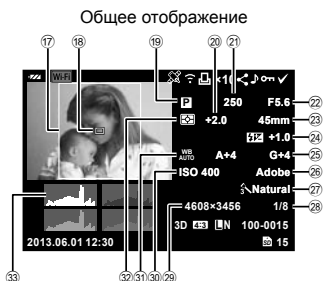 Общее отображение
⑰ ⑱ ⑲ ⑳ ㉑
Wi-Fi ×10
P 250 F5.6 ㉒
+2.0 45mm ㉓
+1.0 ㉔
WB AUTO A+4 G+4 ㉕
ISO 400 Adobe ㉖
Natural ㉗
4608×3456 1/8 ㉘
3D 4:3 LN 100-0015
2013.06.01 12:30 15
㉝ ㉜ ㉛ ㉚ ㉙